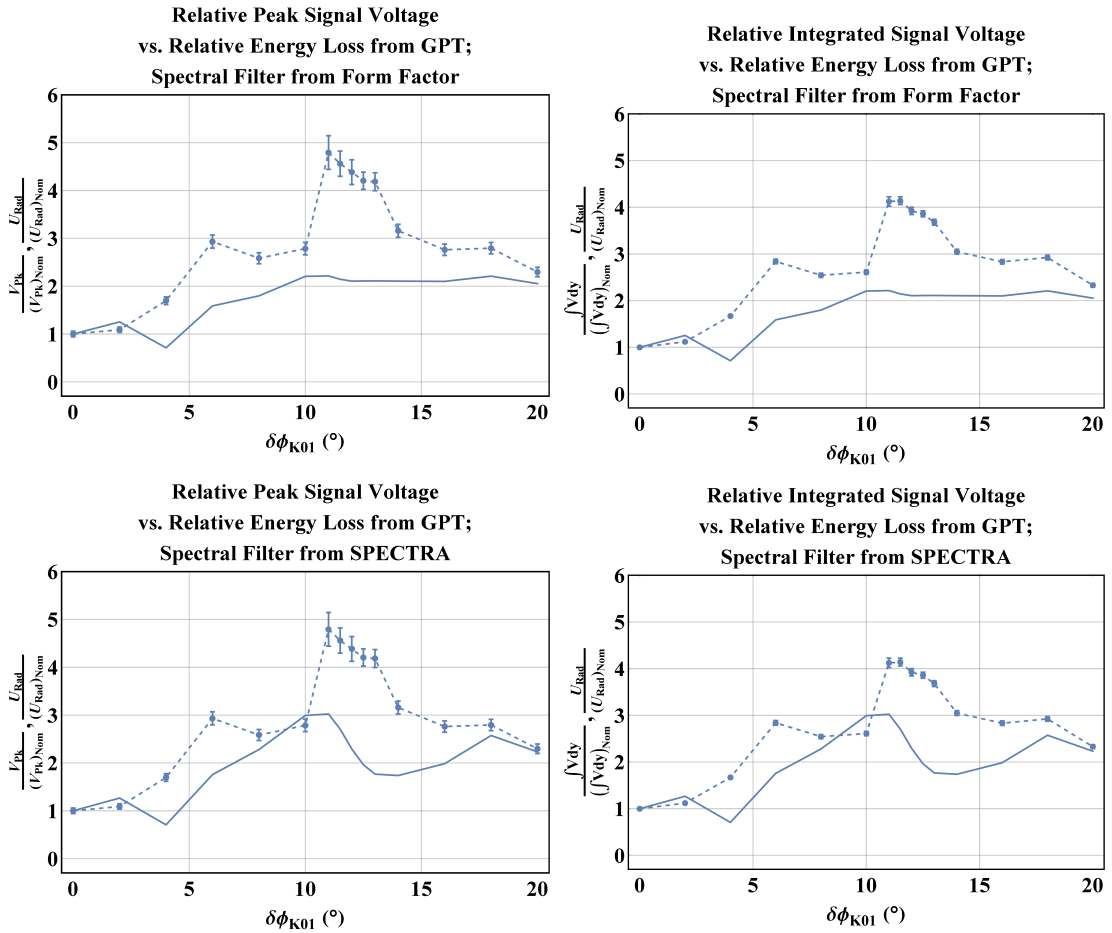 Relative Peak Signal Voltage
vs. Relative Energy Loss from GPT;
Spectral Filter from Form Factor
V_Pk/(V_Pk)_Nom, U_Rad/(U_Rad)_Nom
6
5
4
3
2
1
0
0 5 10 15 20
δϕ_K01 (°)
Relative Integrated Signal Voltage
vs. Relative Energy Loss from GPT;
Spectral Filter from Form Factor
∫Vdy/(∫Vdy)_Nom, U_Rad/(U_Rad)_Nom
6
5
4
3
2
1
0
0 5 10 15 20
δϕ_K01 (°)
Relative Peak Signal Voltage
vs. Relative Energy Loss from GPT;
Spectral Filter from SPECTRA
V_Pk/(V_Pk)_Nom, U_Rad/(U_Rad)_Nom
6
5
4
3
2
1
0
0 5 10 15 20
δϕ_K01 (°)
Relative Integrated Signal Voltage
vs. Relative Energy Loss from GPT;
Spectral Filter from SPECTRA
∫Vdy/(∫Vdy)_Nom, U_Rad/(U_Rad)_Nom
6
5
4
3
2
1
0
0 5 10 15 20
δϕ_K01 (°)